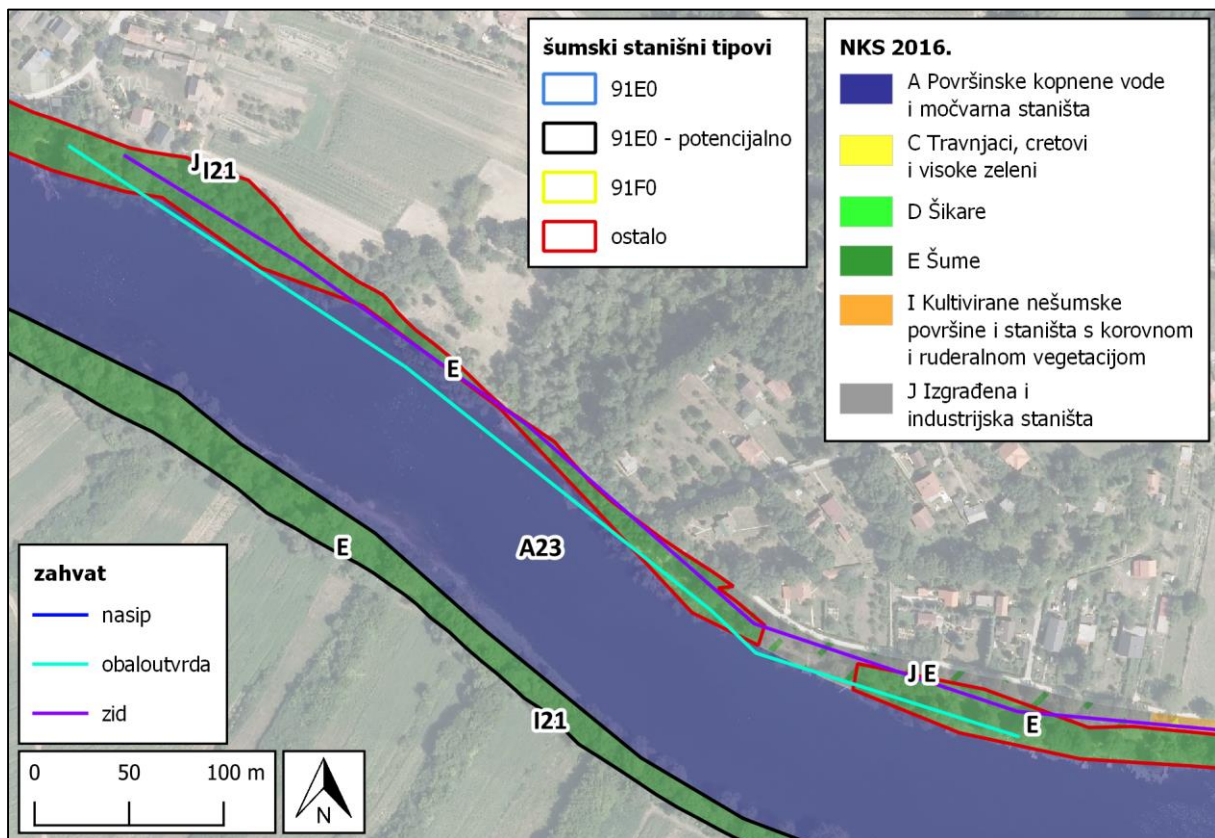 šumski stanišni tipovi
91E0
91E0 - potencijalno
91F0
ostalo
NKS 2016.
A Površinske kopnene vode
i močvarna staništa
C Travnjaci, cretovi
i visoke zeleni
D Šikare
E Šume
I Kultivirane nešumske
površine i staništa s korovnom
i ruderalnom vegetacijom
J Izgrađena i
industrijska staništa
J
I21
E
A23
E
I21
J E
E
zahvat
nasip
obaloutvrda
zid
0 50 100 m
N